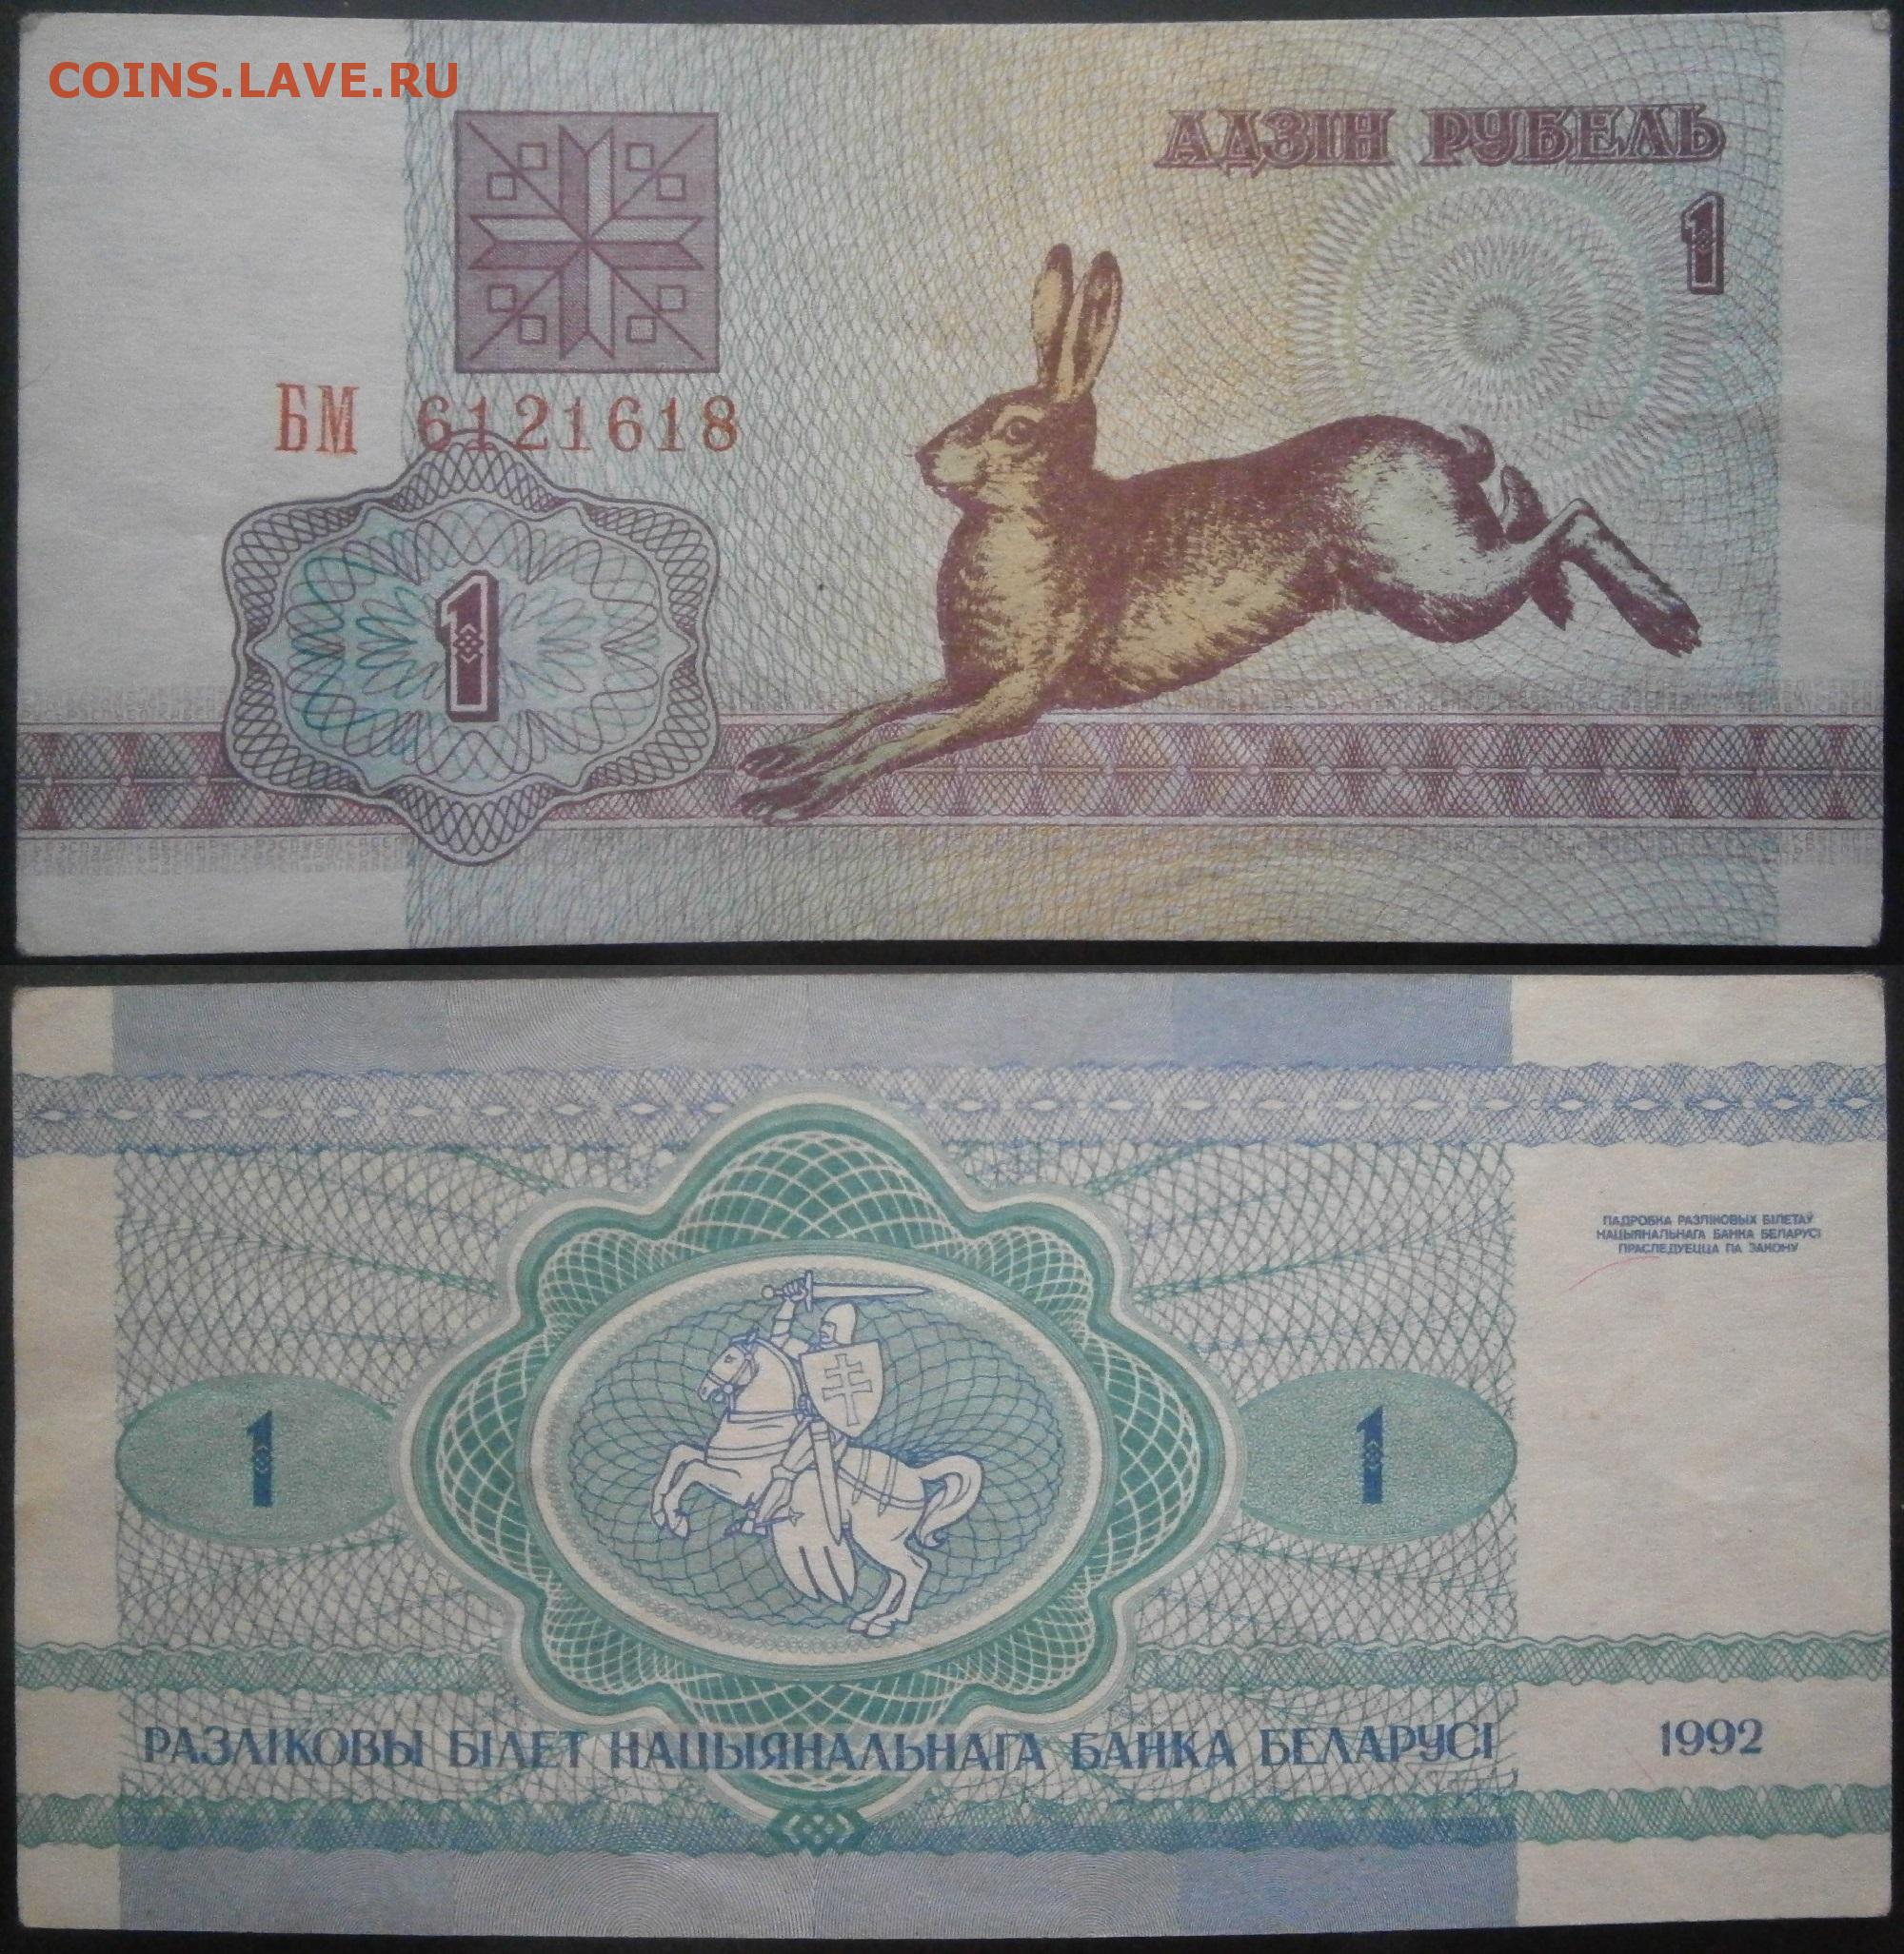 COINS.LAVE.RU
АДЗІН РУБЕЛЬ
1
БМ 6121618
1
ПАДРОБКА РАЗЛІКОВЫХ БІЛЕТАЎ
НАЦЫЯНАЛЬНАГА БАНКА БЕЛАРУСІ
ПРАСЛЕДУЕЦЦА ПА ЗАКОНУ
1
1
РАЗЛІКОВЫ БІЛЕТ НАЦЫЯНАЛЬНАГА БАНКА БЕЛАРУСІ
1992